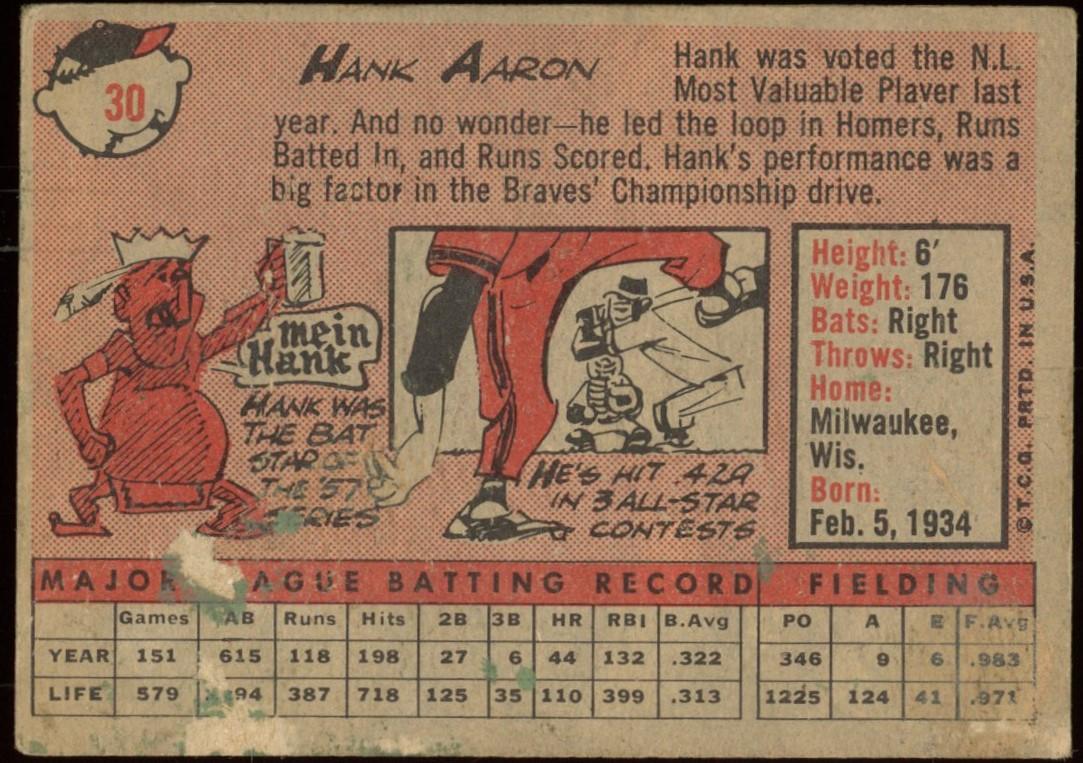 30
HANK AARON
Hank was voted the N.L.
Most Valuable Player last
year. And no wonder—he led the loop in Homers, Runs
Batted In, and Runs Scored. Hank's performance was a
big factor in the Braves' Championship drive.
mein
Hank
HANK WAS
THE BAT
STAR OF
THE '57
SERIES
HE'S HIT .429
IN 3 ALL-STAR
CONTESTS
Height: 6'
Weight: 176
Bats: Right
Throws: Right
Home:
Milwaukee,
Wis.
Born:
Feb. 5, 1934
©T.C.G. PRTD. IN U.S.A.
MAJOR AGUE BATTING RECORD FIELDING
Games AB Runs Hits 2B 3B HR RBI B.Avg PO A E F.Avg
YEAR 151 615 118 198 27 6 44 132 .322 346 9 6 .983
LIFE 579 94 387 718 125 35 110 399 .313 1225 124 41 .971